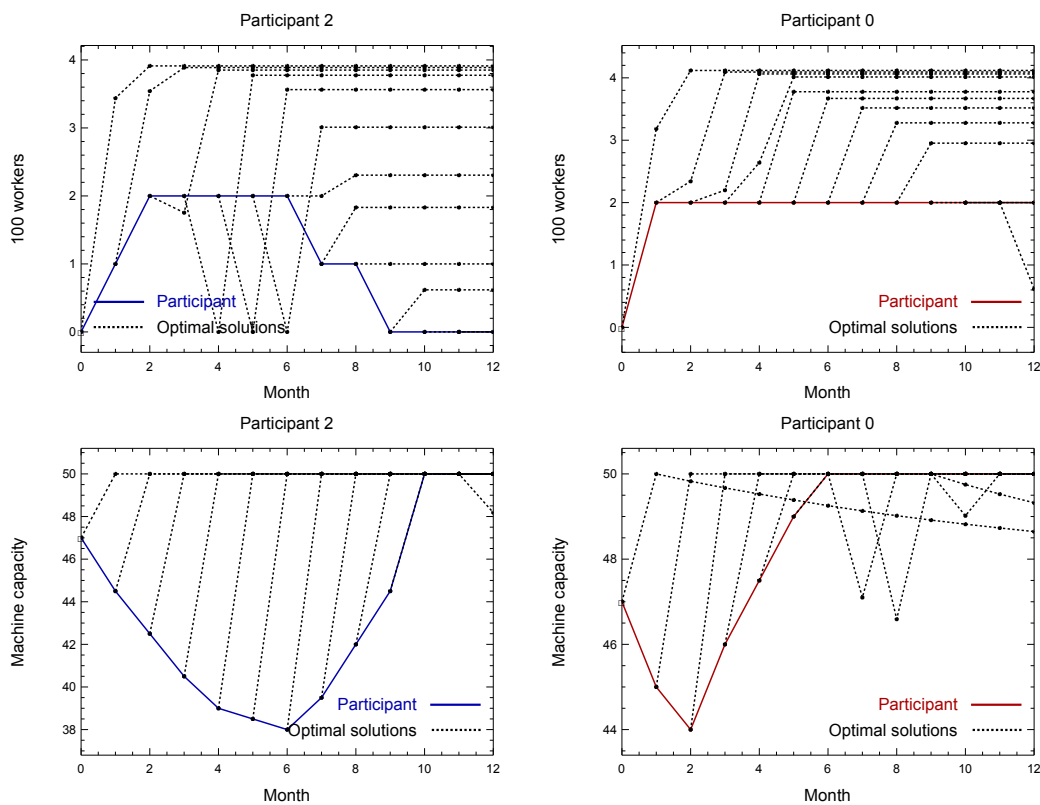 Participant 2
4
3
2
1
0
100 workers
Participant
Optimal solutions
0 2 4 6 8 10 12
Month
Participant 0
4
3
2
1
0
100 workers
Participant
Optimal solutions
0 2 4 6 8 10 12
Month
Participant 2
50
48
46
44
42
40
38
Machine capacity
Participant
Optimal solutions
0 2 4 6 8 10 12
Month
Participant 0
50
48
46
44
Machine capacity
Participant
Optimal solutions
0 2 4 6 8 10 12
Month